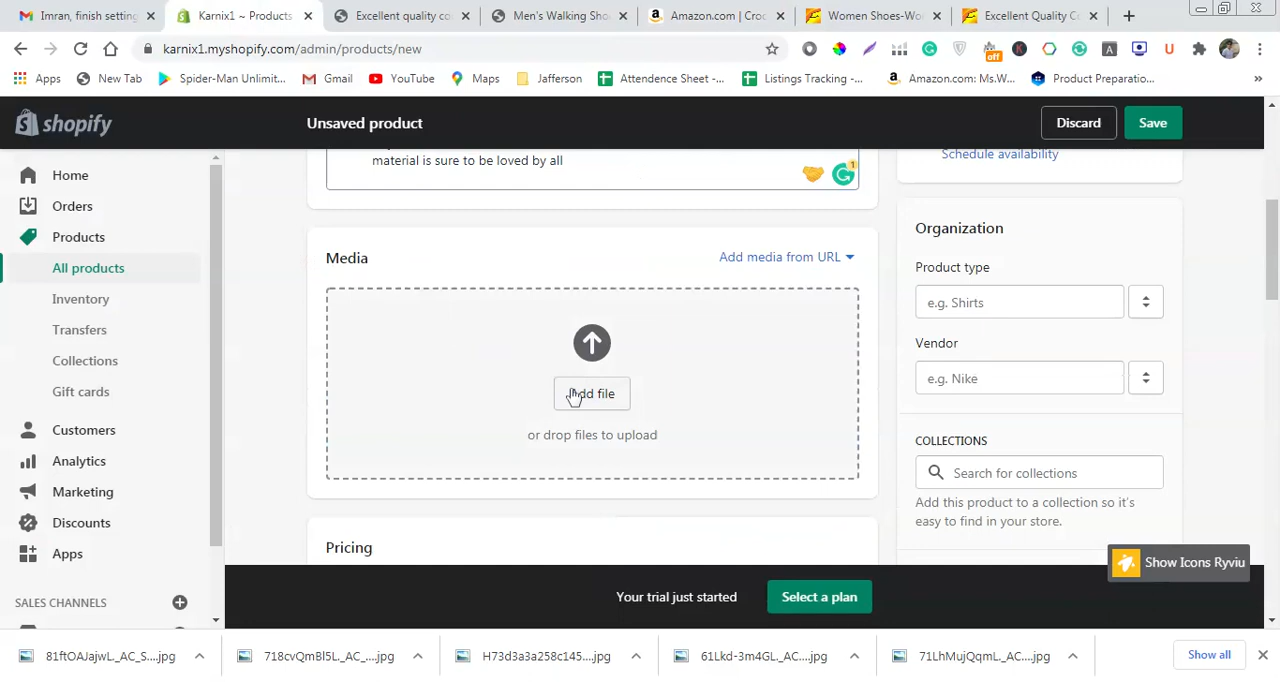 Imran, finish setting
Karnix1 ~ Products
Excellent quality co
Men's Walking Sho
Amazon.com | Croc
Women Shoes-Wo
Excellent Quality Co
karnix1.myshopify.com/admin/products/new
off
Apps
New Tab
Spider-Man Unlimit...
Gmail
YouTube
Maps
Jafferson
Attendence Sheet -...
Listings Tracking -...
Amazon.com: Ms.W...
Product Preparatio...
»
shopify
Unsaved product
Discard
Save
material is sure to be loved by all
1
Schedule availability
Home
Orders
Products
All products
Inventory
Transfers
Collections
Gift cards
Customers
Analytics
Marketing
Discounts
Apps
SALES CHANNELS
Media
Add media from URL
Add file
or drop files to upload
Pricing
Organization
Product type
e.g. Shirts
Vendor
e.g. Nike
COLLECTIONS
Search for collections
Add this product to a collection so it's
easy to find in your store.
Show Icons Ryviu
Your trial just started
Select a plan
81ftOAJajwL._AC_S....jpg
718cvQmBl5L._AC_....jpg
H73d3a3a258c145....jpg
61Lkd-3m4GL._AC....jpg
71LhMujQqmL._AC....jpg
Show all